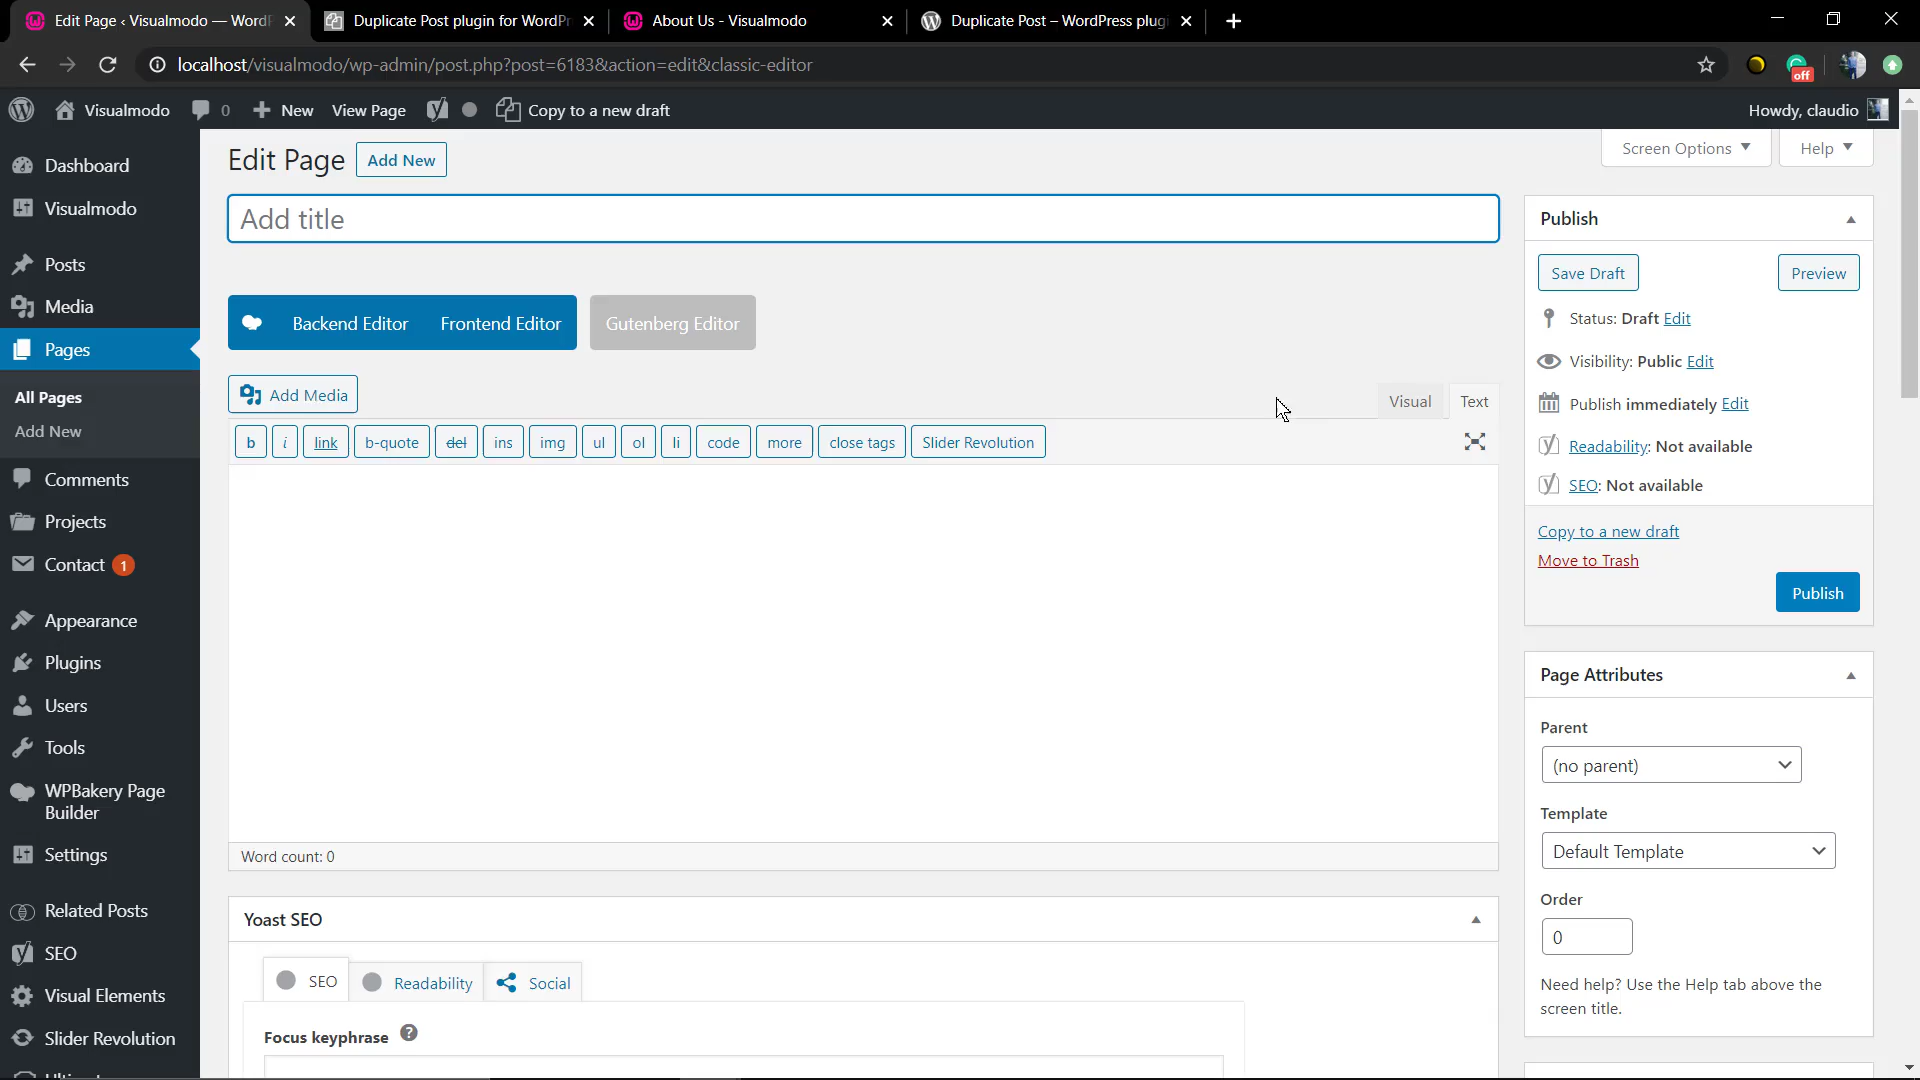 Edit Page ‹ Visualmodo — WordP
Duplicate Post plugin for WordPr
About Us - Visualmodo
Duplicate Post – WordPress plugi
localhost/visualmodo/wp-admin/post.php?post=6183&action=edit&classic-editor
off
Visualmodo
0
New
View Page
Copy to a new draft
Howdy, claudio
Dashboard
Visualmodo
Posts
Media
Pages
All Pages
Add New
Comments
Projects
Contact 1
Appearance
Plugins
Users
Tools
WPBakery Page
Builder
Settings
Related Posts
SEO
Visual Elements
Slider Revolution
Edit Page
Add New
Screen Options
Help
Add title
Backend Editor
Frontend Editor
Gutenberg Editor
Add Media
Visual
Text
b
i
link
b-quote
del
ins
img
ul
ol
li
code
more
close tags
Slider Revolution
Word count: 0
Yoast SEO
SEO
Readability
Social
Focus keyphrase ?
Publish
Save Draft
Preview
Status: Draft Edit
Visibility: Public Edit
Publish immediately Edit
Readability: Not available
SEO: Not available
Copy to a new draft
Move to Trash
Publish
Page Attributes
Parent
(no parent)
Template
Default Template
Order
0
Need help? Use the Help tab above the
screen title.